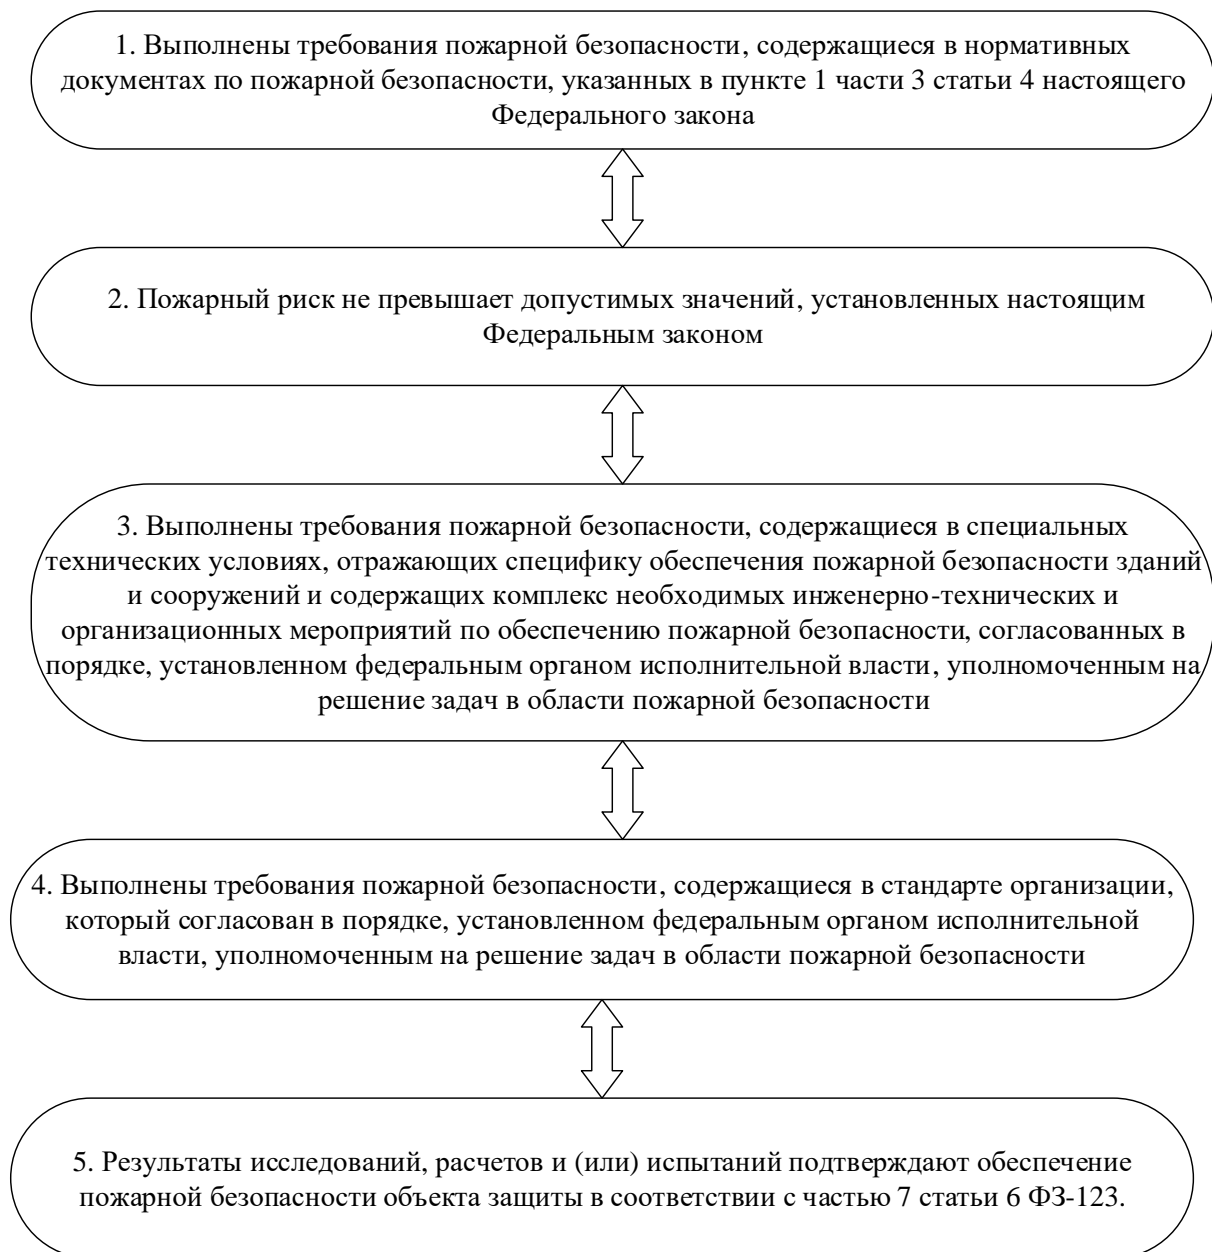 1. Выполнены требования пожарной безопасности, содержащиеся в нормативных
документах по пожарной безопасности, указанных в пункте 1 части 3 статьи 4 настоящего
Федерального закона
2. Пожарный риск не превышает допустимых значений, установленных настоящим
Федеральным законом
3. Выполнены требования пожарной безопасности, содержащиеся в специальных
технических условиях, отражающих специфику обеспечения пожарной безопасности зданий
и сооружений и содержащих комплекс необходимых инженерно-технических и
организационных мероприятий по обеспечению пожарной безопасности, согласованных в
порядке, установленном федеральным органом исполнительной власти, уполномоченным на
решение задач в области пожарной безопасности
4. Выполнены требования пожарной безопасности, содержащиеся в стандарте организации,
который согласован в порядке, установленном федеральным органом исполнительной
власти, уполномоченным на решение задач в области пожарной безопасности
5. Результаты исследований, расчетов и (или) испытаний подтверждают обеспечение
пожарной безопасности объекта защиты в соответствии с частью 7 статьи 6 ФЗ-123.